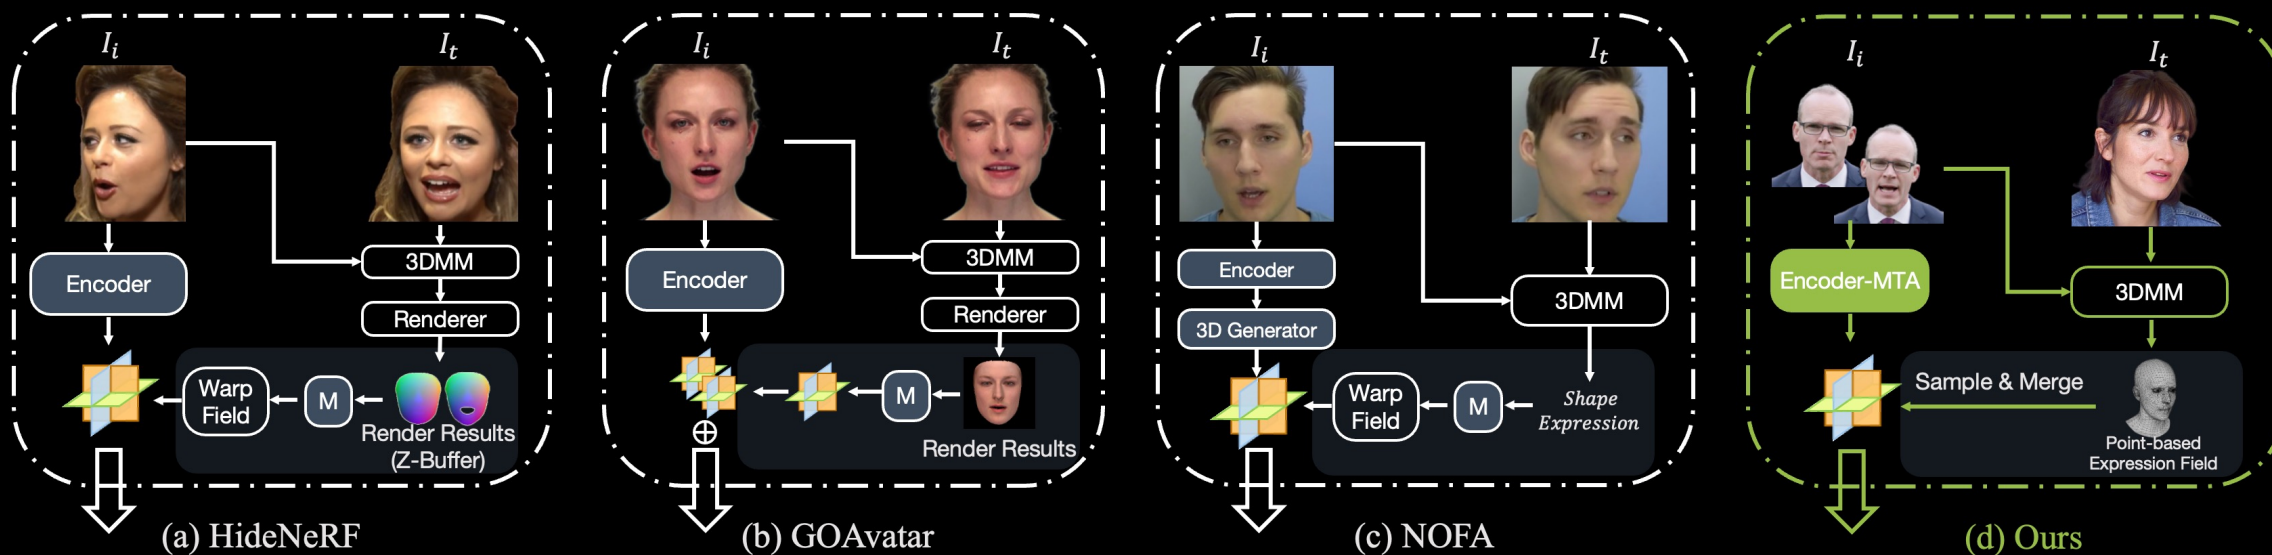 I_i
I_t
Encoder
3DMM
Renderer
Warp
Field
M
Render Results
(Z-Buffer)
(a) HideNeRF
I_i
I_t
Encoder
3DMM
Renderer
M
Render Results
⊕
(b) GOAvatar
I_i
I_t
Encoder
3D Generator
3DMM
Warp
Field
M
Shape
Expression
(c) NOFA
I_i
I_t
Encoder-MTA
3DMM
Sample & Merge
Point-based
Expression Field
(d) Ours